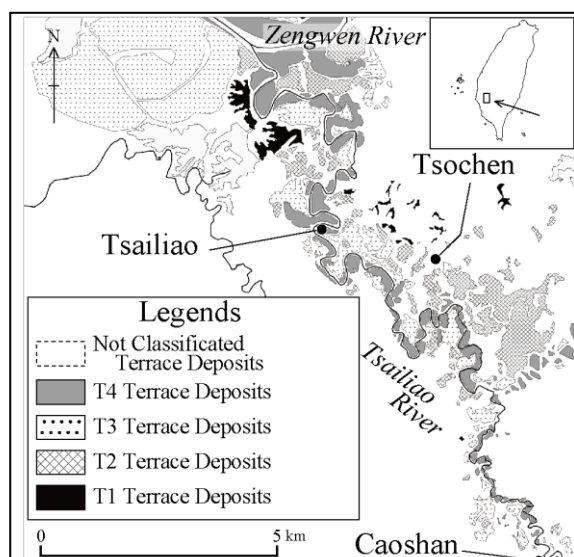 Zengwen River
N
Tsochen
Tsailiao
Legends
Not Classificated
Terrace Deposits
T4 Terrace Deposits
T3 Terrace Deposits
T2 Terrace Deposits
T1 Terrace Deposits
Tsailiao
River
0 5 km
Caoshan